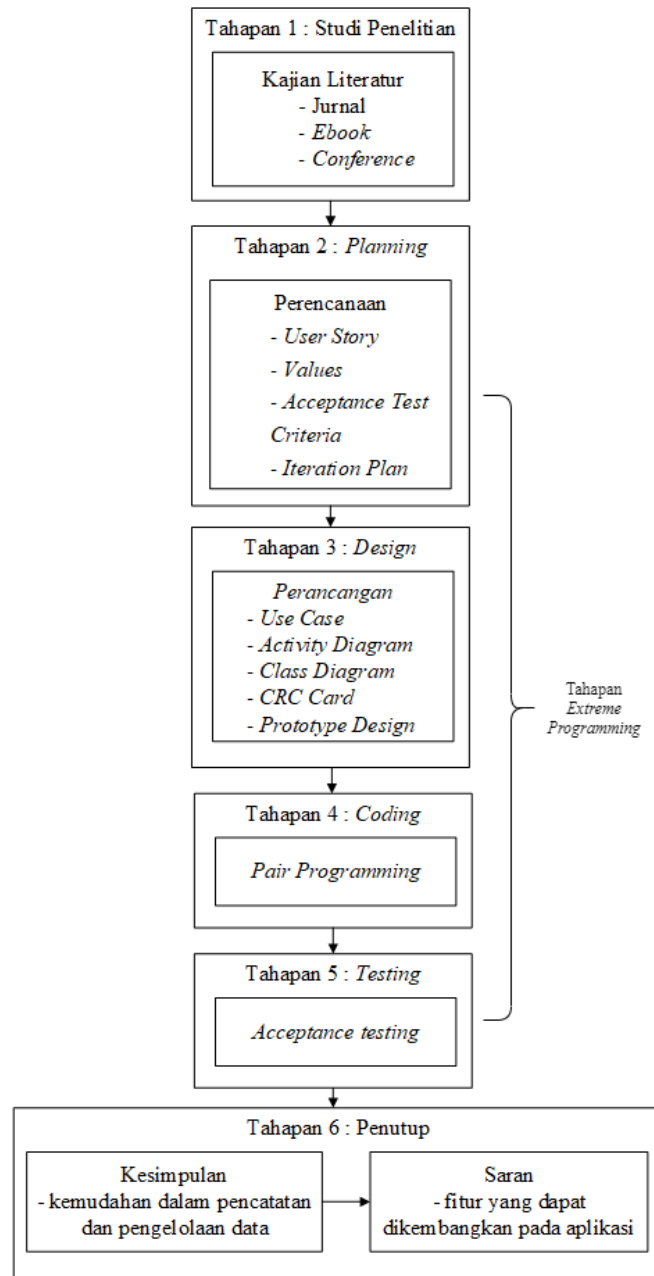 Tahapan 1 : Studi Penelitian
Kajian Literatur
- Jurnal
- Ebook
- Conference
Tahapan 2 : Planning
Perencanaan
- User Story
- Values
- Acceptance Test
Criteria
- Iteration Plan
Tahapan 3 : Design
Perancangan
- Use Case
- Activity Diagram
- Class Diagram
- CRC Card
- Prototype Design
Tahapan
Extreme
Programming
Tahapan 4 : Coding
Pair Programming
Tahapan 5 : Testing
Acceptance testing
Tahapan 6 : Penutup
Kesimpulan
- kemudahan dalam pencatatan
dan pengelolaan data
Saran
- fitur yang dapat
dikembangkan pada aplikasi